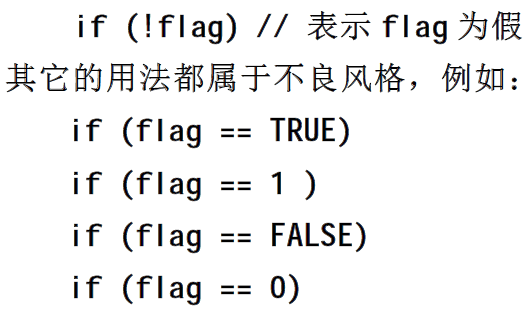 if (!flag) // 表示 flag 为假
其它的用法都属于不良风格，例如：
if (flag == TRUE)
if (flag == 1 )
if (flag == FALSE)
if (flag == 0)